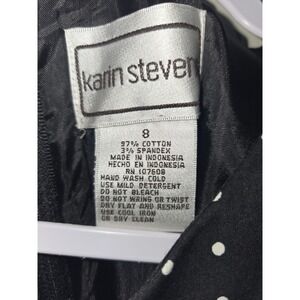 karin steven
8
97% COTTON
3% SPANDEX
MADE IN INDONESIA
HECHO EN INDONESIA
RN 107608
HAND WASH COLD
USE MILD DETERGENT
DO NOT BLEACH
DO NOT WRING OR TWIST
DRY FLAT AND RESHAPE
USE COOL IRON
OR DRY CLEAN